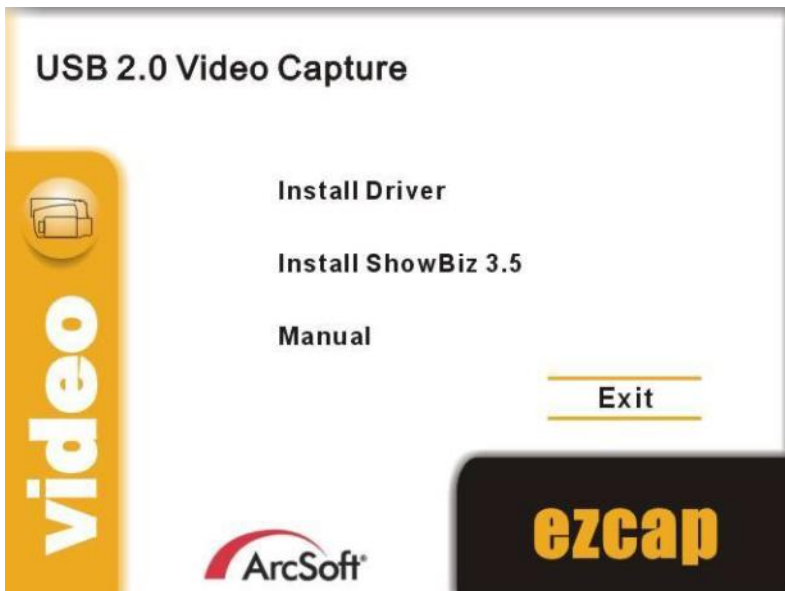 USB 2.0 Video Capture
Install Driver
Install ShowBiz 3.5
Manual
Exit
video
ArcSoft®
ezcap